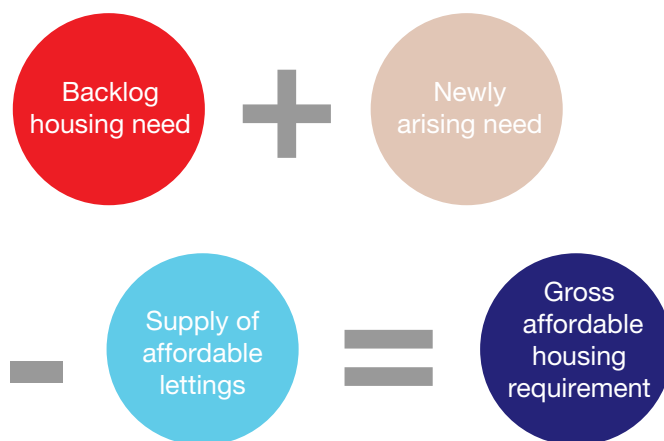 Backlog
housing need
+
Newly
arising need
-
Supply of
affordable
lettings
=
Gross
affordable
housing
requirement